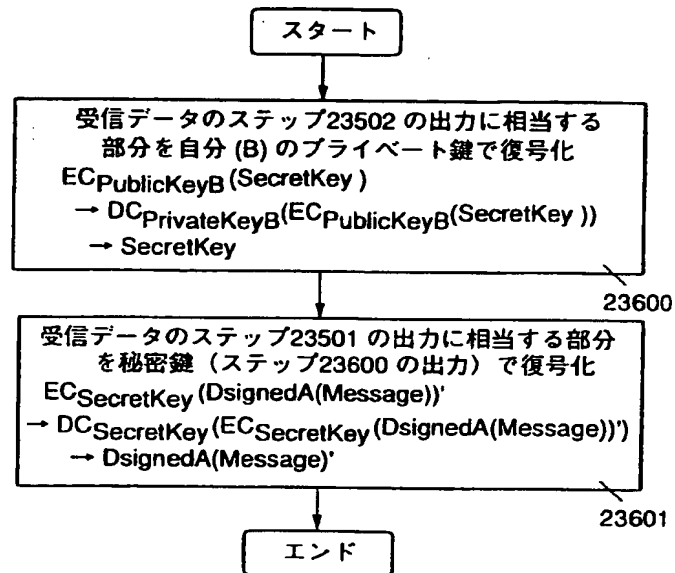 スタート
受信データのステップ23502 の出力に相当する
部分を自分 (B) のプライベート鍵で復号化
ECPublicKeyB (SecretKey )
→ DCPrivateKeyB(ECPublicKeyB(SecretKey ))
→ SecretKey
23600
受信データのステップ23501 の出力に相当する部分
を秘密鍵（ステップ23600 の出力）で復号化
ECSecretKey (DsignedA(Message))'
→ DCSecretKey(ECSecretKey (DsignedA(Message))')
→ DsignedA(Message)'
23601
エンド